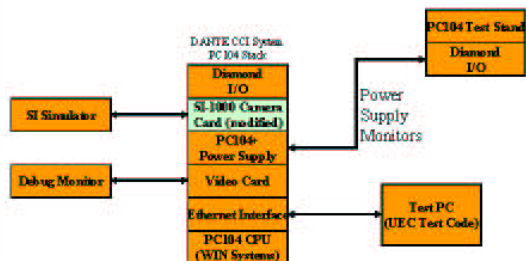 DANTE CCI System
PC104 Stack
Diamond
I/O
SI-1000 Camera
Card (modified)
PC104+
Power Supply
Video Card
Ethernet Interface
PC104 CPU
(WIN Systems)
SI Simulator
Debug Monitor
PC104 Test Stand
Diamond
I/O
Power
Supply
Monitors
Test PC
(UEC Test Code)